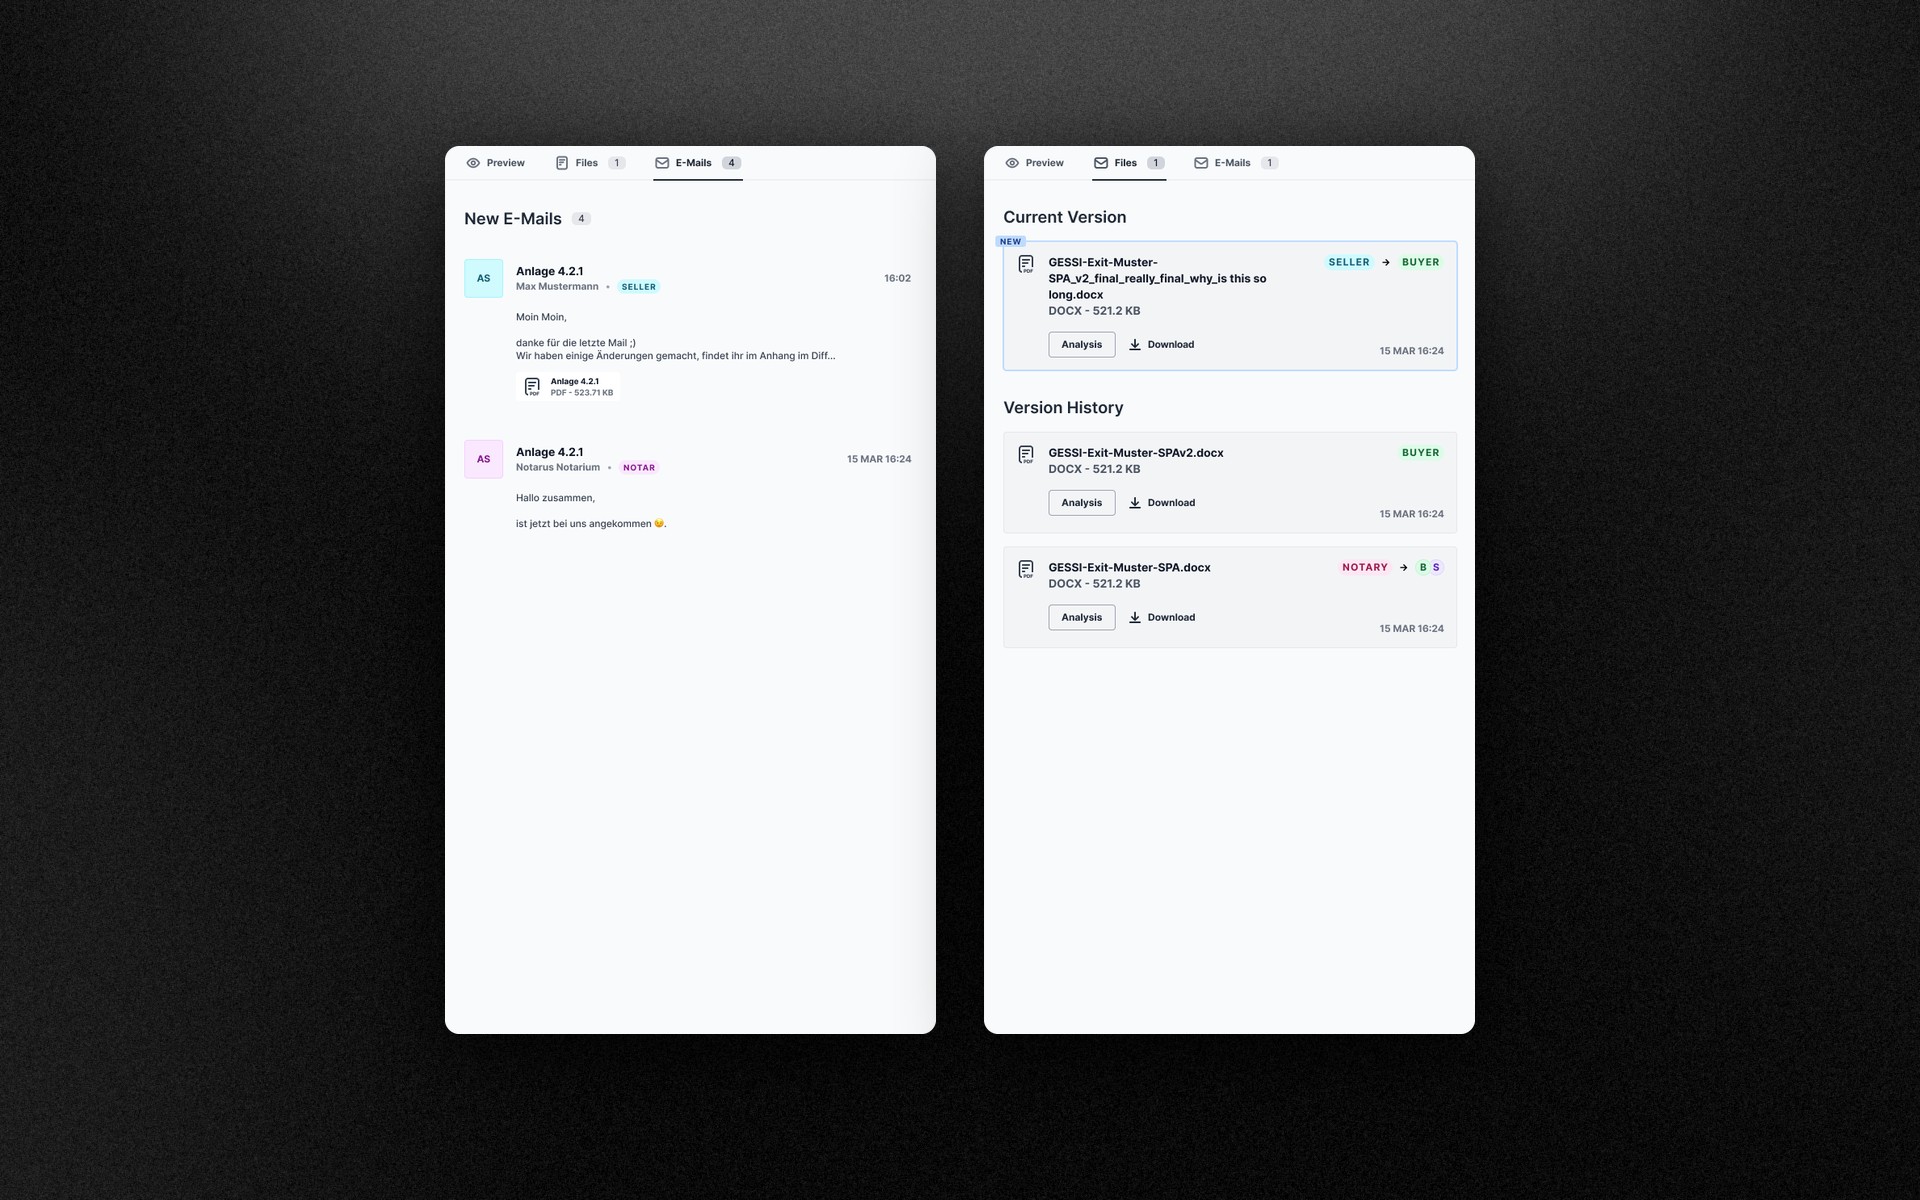 Preview Files 1 E-Mails 4
New E-Mails 4
AS
Anlage 4.2.1
Max Mustermann • SELLER
16:02
Moin Moin,
danke für die letzte Mail ;)
Wir haben einige Änderungen gemacht, findet ihr im Anhang im Diff...
PDF
Anlage 4.2.1
PDF - 523.71 KB
AS
Anlage 4.2.1
Notarus Notarium • NOTAR
15 MAR 16:24
Hallo zusammen,
ist jetzt bei uns angekommen 😉.
Preview Files 1 E-Mails 1
Current Version
NEW
PDF
GESSI-Exit-Muster-
SPA_v2_final_really_final_why_is this so
long.docx
DOCX - 521.2 KB
SELLER → BUYER
Analysis Download
15 MAR 16:24
Version History
PDF
GESSI-Exit-Muster-SPAv2.docx
DOCX - 521.2 KB
BUYER
Analysis Download
15 MAR 16:24
PDF
GESSI-Exit-Muster-SPA.docx
DOCX - 521.2 KB
NOTARY → B S
Analysis Download
15 MAR 16:24